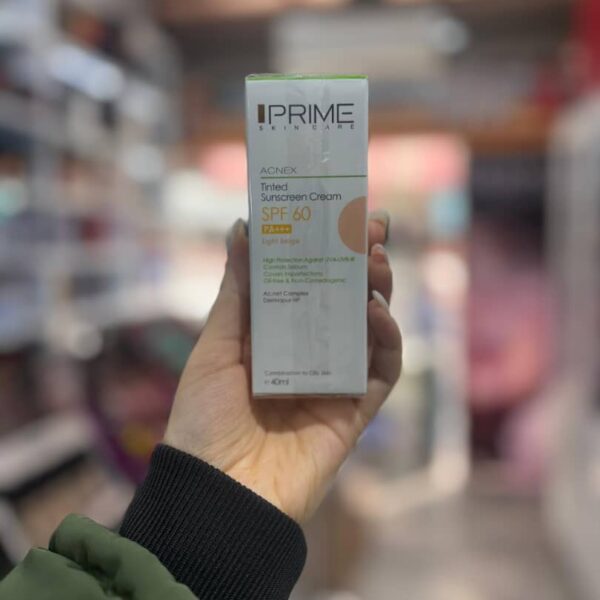 PRIME
SKIN CARE
ACNEX
Tinted
Sunscreen Cream
SPF 60
PA+++
Light beige
High Protection Against UVA-UVB-IR
Controls Sebum
Covers Imperfections
Oil-free & Non-Comedogenic
Ac.net Complex
Dermapur HP
Combination to Oily Skin
e 40ml